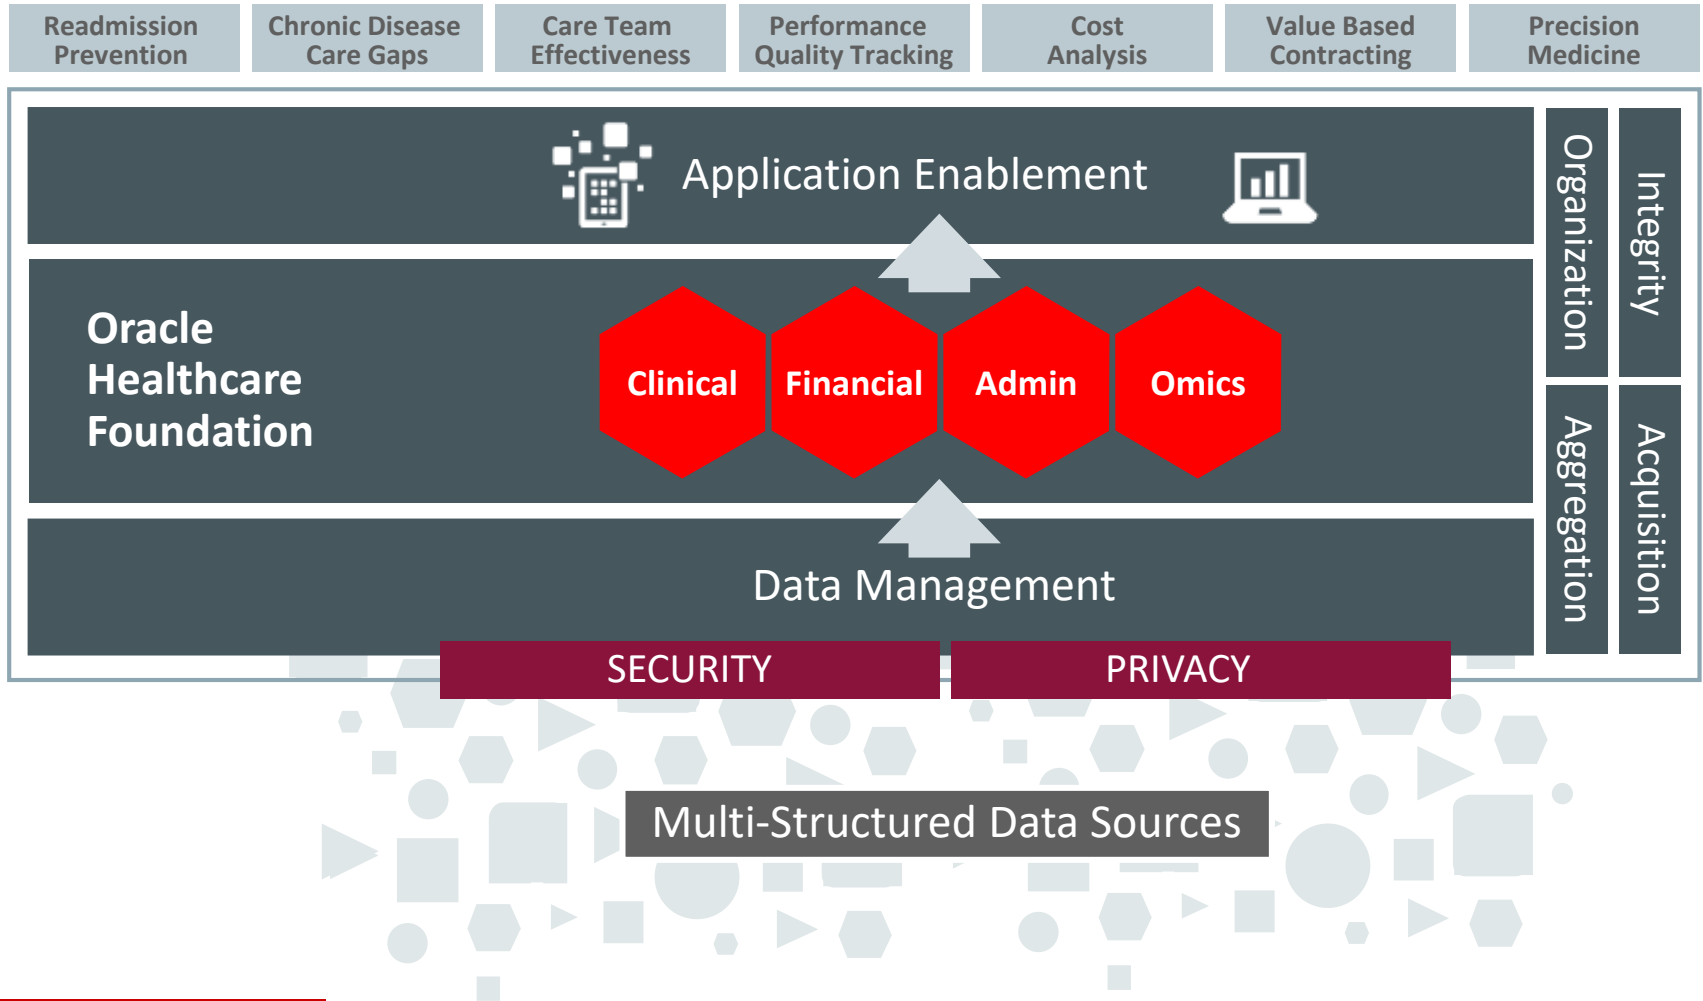 Readmission
Prevention
Chronic Disease
Care Gaps
Care Team
Effectiveness
Performance
Quality Tracking
Cost
Analysis
Value Based
Contracting
Precision
Medicine
Application Enablement
Oracle
Healthcare
Foundation
Clinical
Financial
Admin
Omics
Data Management
Organization
Integrity
Aggregation
Acquisition
SECURITY
PRIVACY
Multi-Structured Data Sources